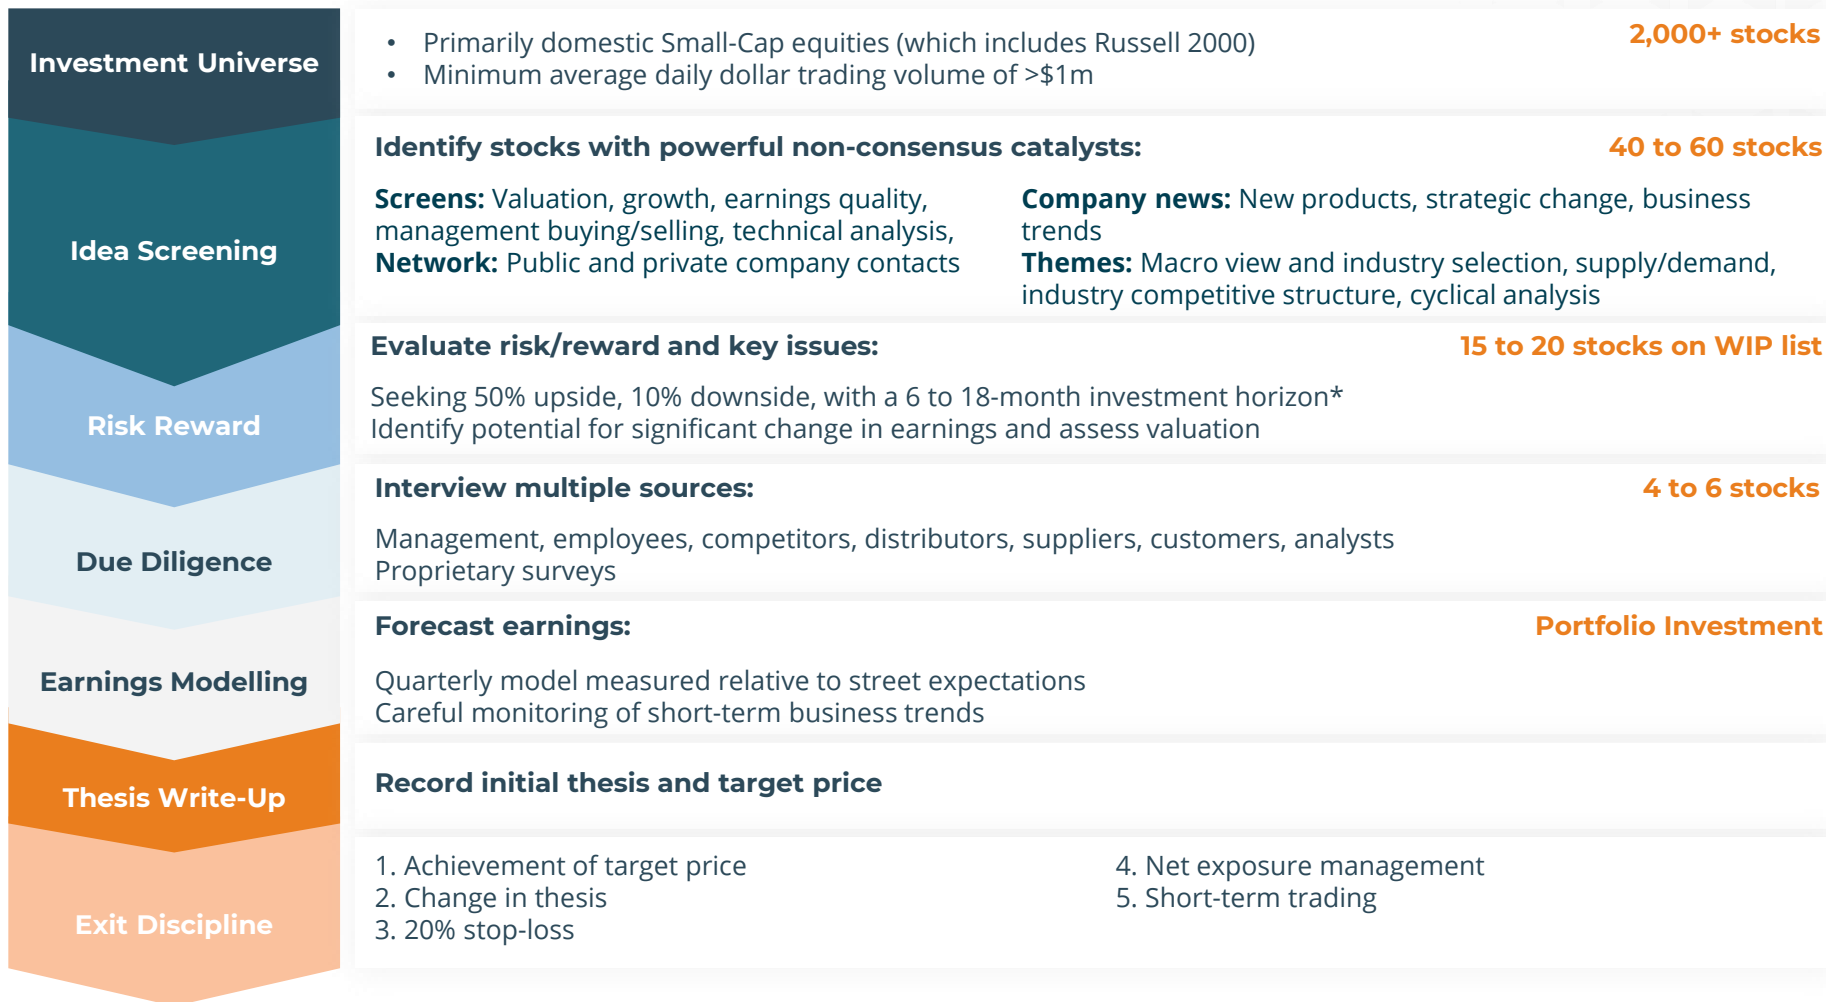 Investment Universe
• Primarily domestic Small-Cap equities (which includes Russell 2000)
• Minimum average daily dollar trading volume of >$1m
2,000+ stocks
Idea Screening
Identify stocks with powerful non-consensus catalysts:
40 to 60 stocks
Screens: Valuation, growth, earnings quality,
management buying/selling, technical analysis,
Network: Public and private company contacts
Company news: New products, strategic change, business
trends
Themes: Macro view and industry selection, supply/demand,
industry competitive structure, cyclical analysis
Risk Reward
Evaluate risk/reward and key issues:
15 to 20 stocks on WIP list
Seeking 50% upside, 10% downside, with a 6 to 18-month investment horizon*
Identify potential for significant change in earnings and assess valuation
Due Diligence
Interview multiple sources:
4 to 6 stocks
Management, employees, competitors, distributors, suppliers, customers, analysts
Proprietary surveys
Earnings Modelling
Forecast earnings:
Portfolio Investment
Quarterly model measured relative to street expectations
Careful monitoring of short-term business trends
Thesis Write-Up
Record initial thesis and target price
Exit Discipline
1. Achievement of target price
2. Change in thesis
3. 20% stop-loss
4. Net exposure management
5. Short-term trading